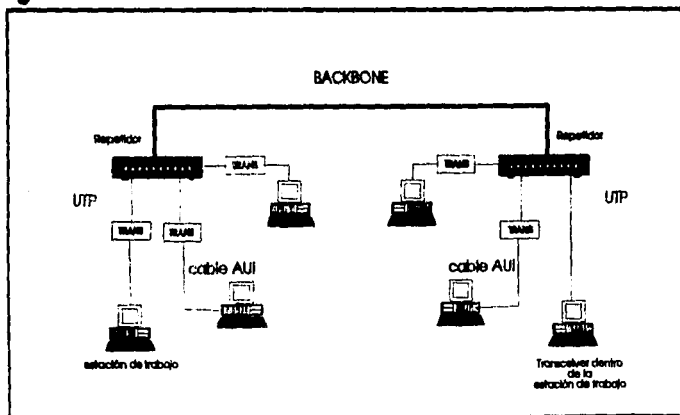 BACKBONE
Repetidor
Repetidor
TRANS
TRANS
UTP
UTP
TRANS
TRANS
TRANS
cable AUI
cable AUI
estación de trabajo
Transceiver dentro
de la
estación de trabajo